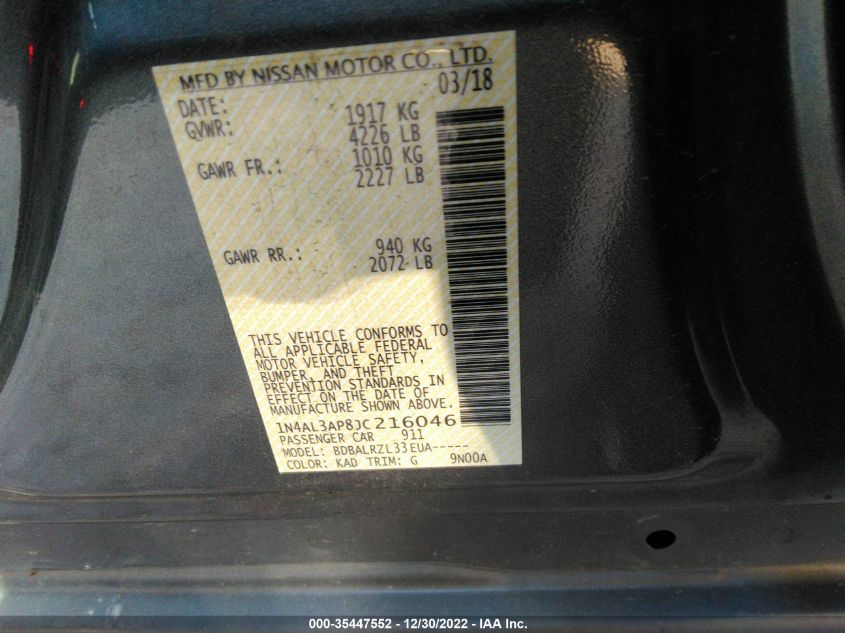 MFD BY NISSAN MOTOR CO., LTD.
DATE: 03/18
GVWR: 1917 KG
4226 LB
GAWR FR.: 1010 KG
2227 LB
GAWR RR.: 940 KG
2072 LB
THIS VEHICLE CONFORMS TO
ALL APPLICABLE FEDERAL
MOTOR VEHICLE SAFETY,
BUMPER, AND THEFT
PREVENTION STANDARDS IN
EFFECT ON THE DATE OF
MANUFACTURE SHOWN ABOVE.
1N4AL3AP8JC216046
PASSENGER CAR 911
MODEL: BDBALRZL33EUA-----
COLOR: KAD TRIM: G 9N00A
000-35447552 - 12/30/2022 - IAA Inc.